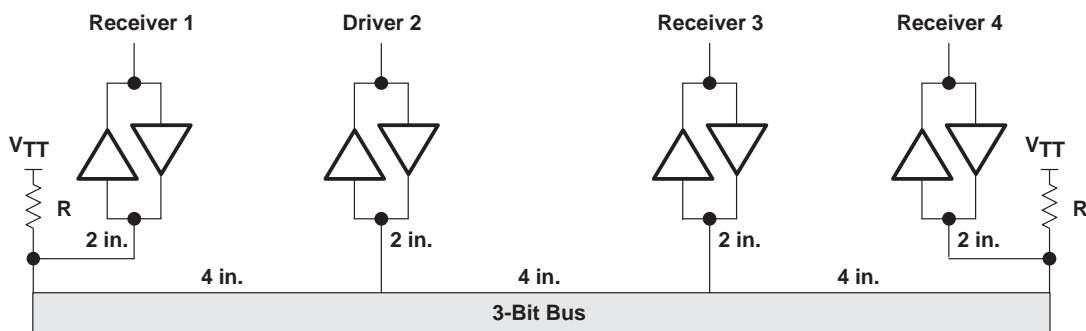 Receiver 1 Driver 2 Receiver 3 Receiver 4
VTT VTT
R R
2 in. 2 in. 2 in. 2 in.
4 in. 4 in. 4 in.
3-Bit Bus